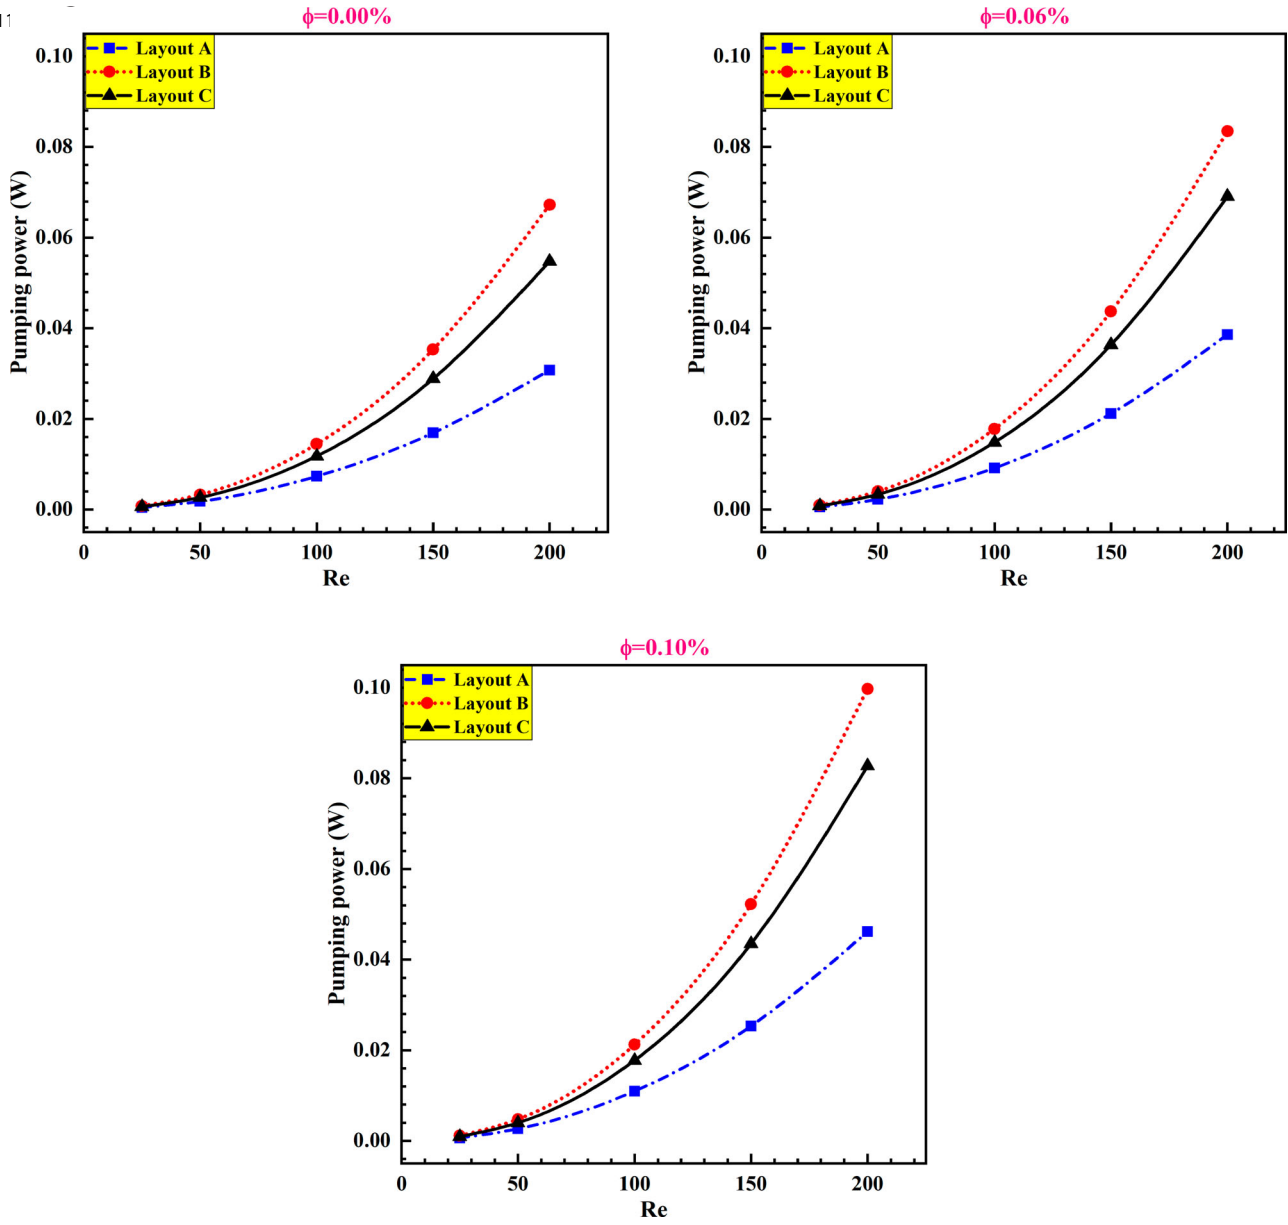 ϕ=0.00%
Layout A
Layout B
Layout C
0.10
0.08
0.06
0.04
0.02
0.00
Pumping power (W)
0 50 100 150 200
Re
ϕ=0.06%
Layout A
Layout B
Layout C
0.10
0.08
0.06
0.04
0.02
0.00
Pumping power (W)
0 50 100 150 200
Re
ϕ=0.10%
Layout A
Layout B
Layout C
0.10
0.08
0.06
0.04
0.02
0.00
Pumping power (W)
0 50 100 150 200
Re